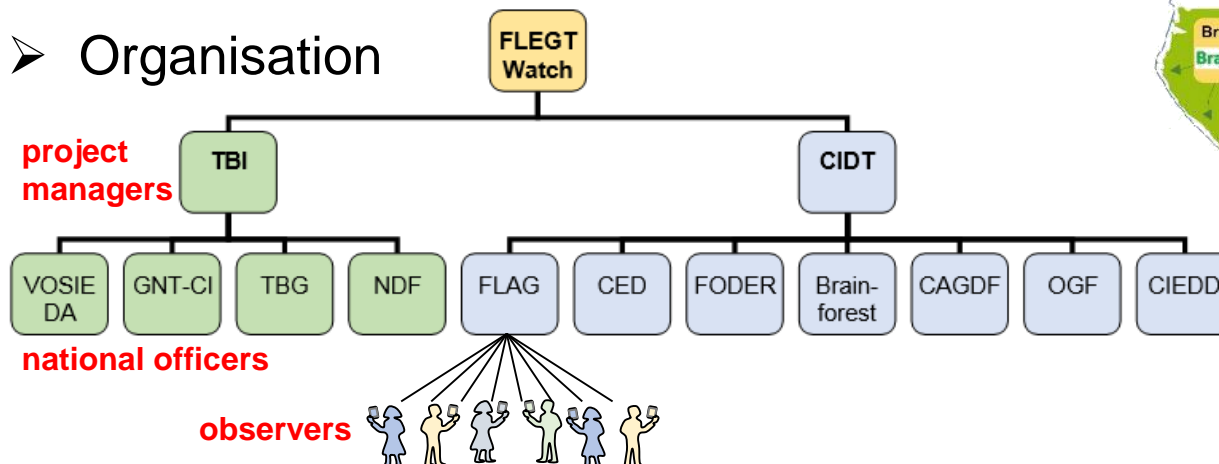 ➢ Organisation
FLEGT
Watch
project
managers
TBI
CIDT
VOSIE
DA
GNT-CI
TBG
NDF
FLAG
CED
FODER
Brain-
forest
CAGDF
OGF
CIEDD
national officers
observers